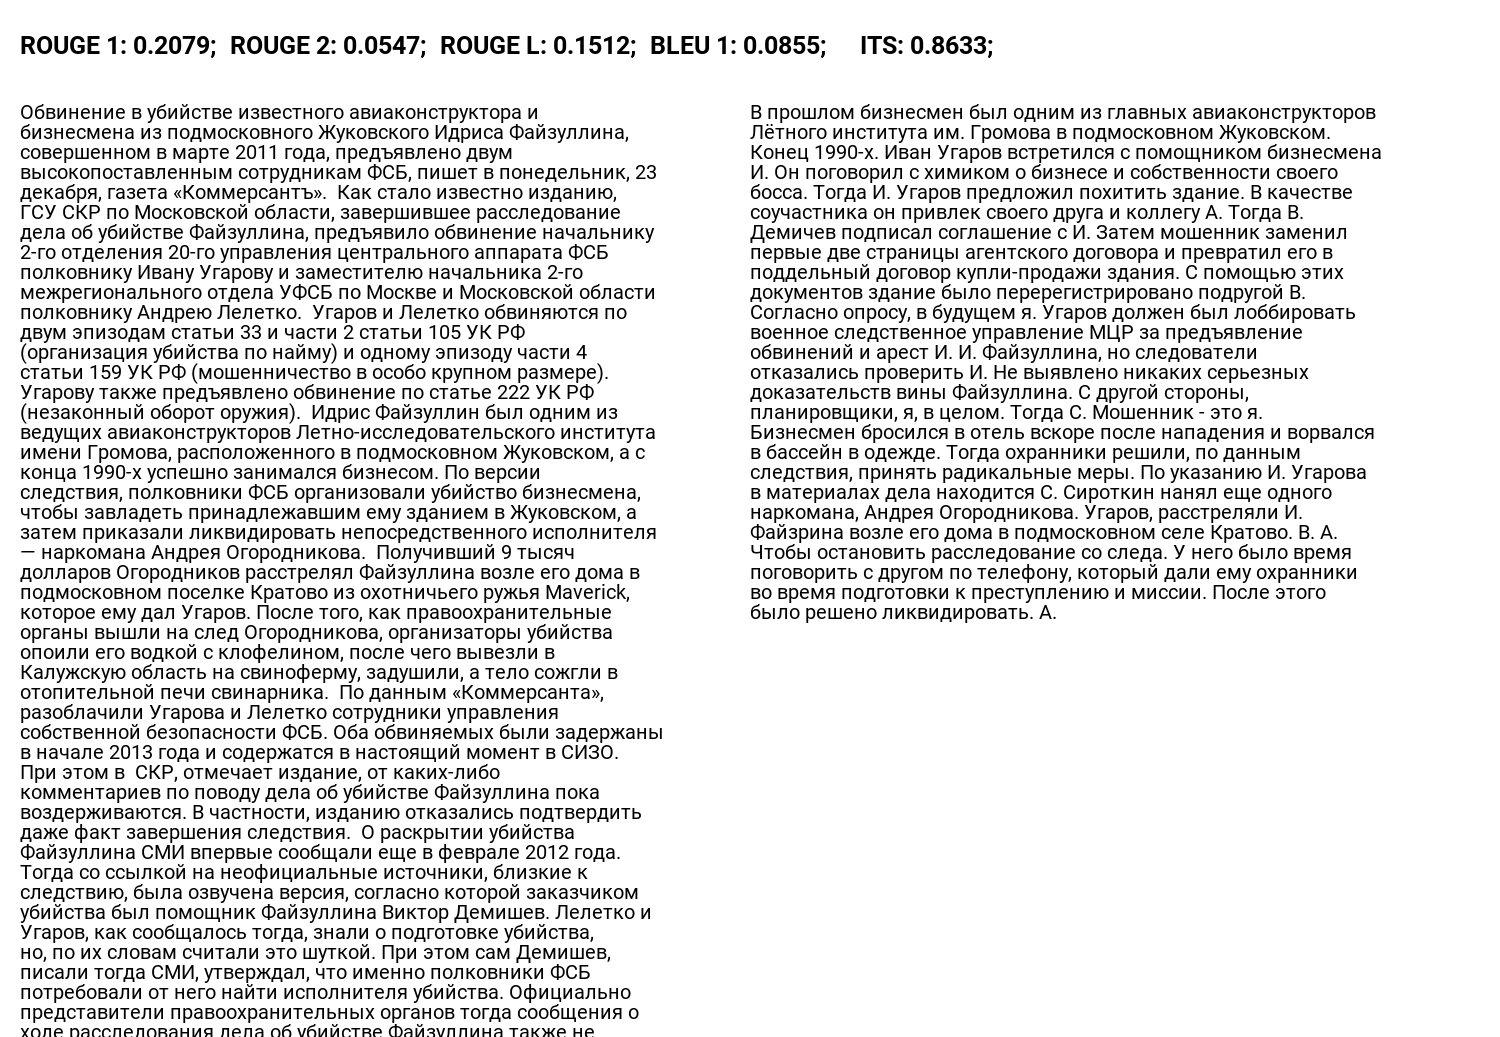 ROUGE 1: 0.2079;  ROUGE 2: 0.0547;  ROUGE L: 0.1512;  BLEU 1: 0.0855;     ITS: 0.8633;
Обвинение в убийстве известного авиаконструктора и
бизнесмена из подмосковного Жуковского Идриса Файзуллина,
совершенном в марте 2011 года, предъявлено двум
высокопоставленным сотрудникам ФСБ, пишет в понедельник, 23
декабря, газета «Коммерсантъ».  Как стало известно изданию,
ГСУ СКР по Московской области, завершившее расследование
дела об убийстве Файзуллина, предъявило обвинение начальнику
2-го отделения 20-го управления центрального аппарата ФСБ
полковнику Ивану Угарову и заместителю начальника 2-го
межрегионального отдела УФСБ по Москве и Московской области
полковнику Андрею Лелетко.  Угаров и Лелетко обвиняются по
двум эпизодам статьи 33 и части 2 статьи 105 УК РФ
(организация убийства по найму) и одному эпизоду части 4
статьи 159 УК РФ (мошенничество в особо крупном размере).
Угарову также предъявлено обвинение по статье 222 УК РФ
(незаконный оборот оружия).  Идрис Файзуллин был одним из
ведущих авиаконструкторов Летно-исследовательского института
имени Громова, расположенного в подмосковном Жуковском, а с
конца 1990-х успешно занимался бизнесом. По версии
следствия, полковники ФСБ организовали убийство бизнесмена,
чтобы завладеть принадлежавшим ему зданием в Жуковском, а
затем приказали ликвидировать непосредственного исполнителя
— наркомана Андрея Огородникова.  Получивший 9 тысяч
долларов Огородников расстрелял Файзуллина возле его дома в
подмосковном поселке Кратово из охотничьего ружья Maverick,
которое ему дал Угаров. После того, как правоохранительные
органы вышли на след Огородникова, организаторы убийства
опоили его водкой с клофелином, после чего вывезли в
Калужскую область на свиноферму, задушили, а тело сожгли в
отопительной печи свинарника.  По данным «Коммерсанта»,
разоблачили Угарова и Лелетко сотрудники управления
собственной безопасности ФСБ. Оба обвиняемых были задержаны
в начале 2013 года и содержатся в настоящий момент в СИЗО.
При этом в  СКР, отмечает издание, от каких-либо
комментариев по поводу дела об убийстве Файзуллина пока
воздерживаются. В частности, изданию отказались подтвердить
даже факт завершения следствия.  О раскрытии убийства
Файзуллина СМИ впервые сообщали еще в феврале 2012 года.
Тогда со ссылкой на неофициальные источники, близкие к
следствию, была озвучена версия, согласно которой заказчиком
убийства был помощник Файзуллина Виктор Демишев. Лелетко и
Угаров, как сообщалось тогда, знали о подготовке убийства,
но, по их словам считали это шуткой. При этом сам Демишев,
писали тогда СМИ, утверждал, что именно полковники ФСБ
потребовали от него найти исполнителя убийства. Официально
представители правоохранительных органов тогда сообщения о
ходе расследования дела об убийстве Файзуллина также не
В прошлом бизнесмен был одним из главных авиаконструкторов
Лётного института им. Громова в подмосковном Жуковском.
Конец 1990-х. Иван Угаров встретился с помощником бизнесмена
И. Он поговорил с химиком о бизнесе и собственности своего
босса. Тогда И. Угаров предложил похитить здание. В качестве
соучастника он привлек своего друга и коллегу А. Тогда В.
Демичев подписал соглашение с И. Затем мошенник заменил
первые две страницы агентского договора и превратил его в
поддельный договор купли-продажи здания. С помощью этих
документов здание было перерегистрировано подругой В.
Согласно опросу, в будущем я. Угаров должен был лоббировать
военное следственное управление МЦР за предъявление
обвинений и арест И. И. Файзуллина, но следователи
отказались проверить И. Не выявлено никаких серьезных
доказательств вины Файзуллина. С другой стороны,
планировщики, я, в целом. Тогда С. Мошенник - это я.
Бизнесмен бросился в отель вскоре после нападения и ворвался
в бассейн в одежде. Тогда охранники решили, по данным
следствия, принять радикальные меры. По указанию И. Угарова
в материалах дела находится С. Сироткин нанял еще одного
наркомана, Андрея Огородникова. Угаров, расстреляли И.
Файзрина возле его дома в подмосковном селе Кратово. В. А.
Чтобы остановить расследование со следа. У него было время
поговорить с другом по телефону, который дали ему охранники
во время подготовки к преступлению и миссии. После этого
было решено ликвидировать. А.